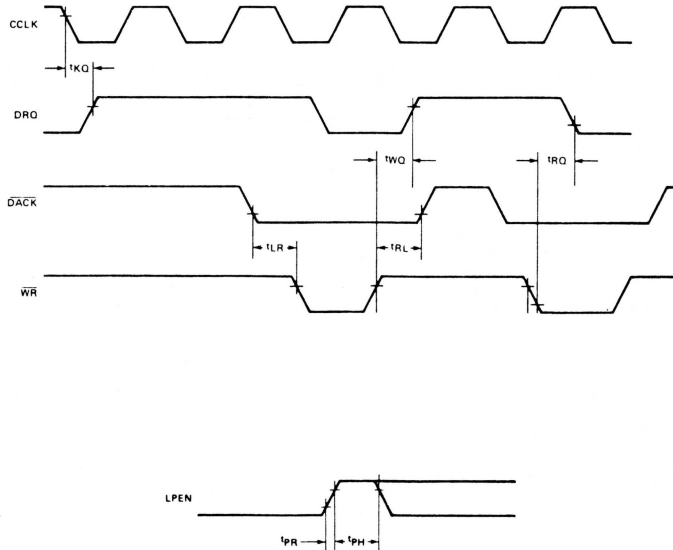 CCLK
tKQ
DRQ
tWQ
tRQ
DACK
tLR
tRL
WR
LPEN
tPR
tPH